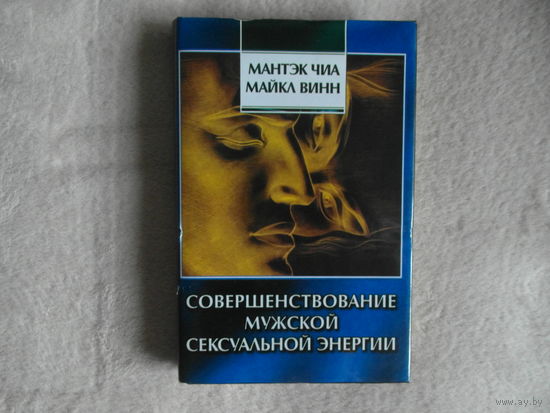 МАНТЭК ЧИА
МАЙКЛ ВИНН
СОВЕРШЕНСТВОВАНИЕ
МУЖСКОЙ
СЕКСУАЛЬНОЙ ЭНЕРГИИ
www.ay.by